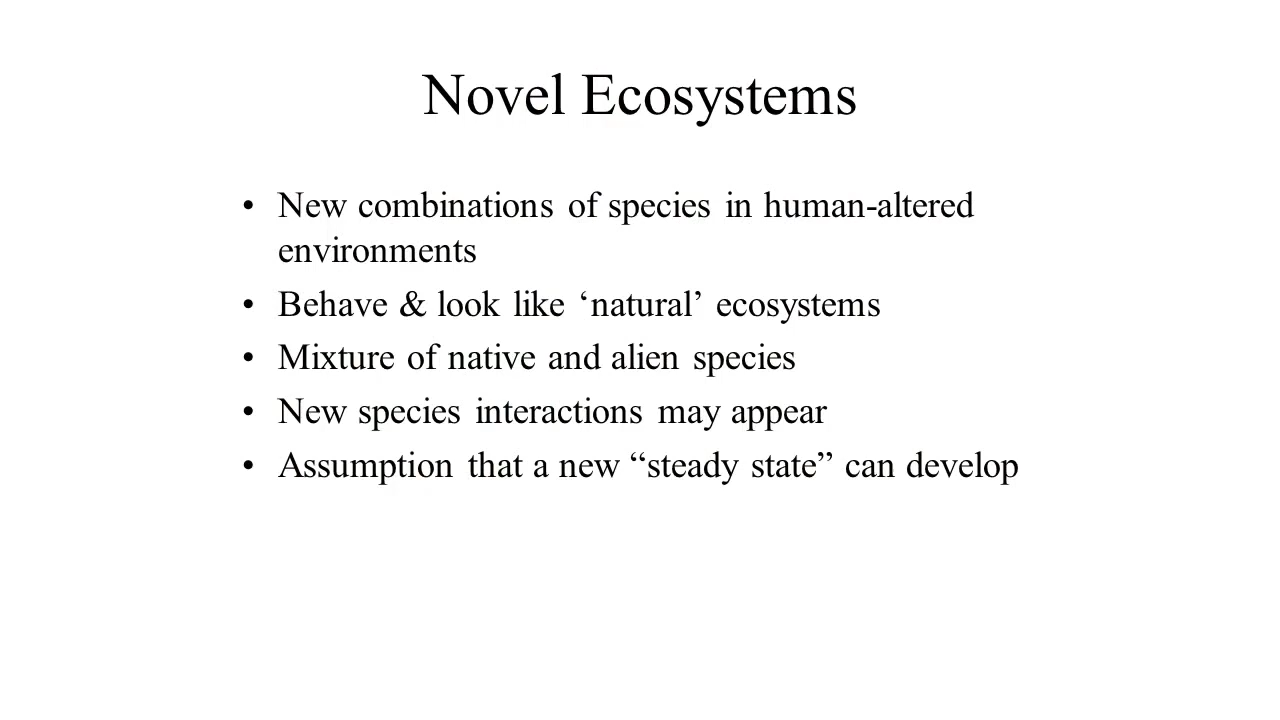 Novel Ecosystems
• New combinations of species in human-altered
environments
• Behave & look like ‘natural’ ecosystems
• Mixture of native and alien species
• New species interactions may appear
• Assumption that a new “steady state” can develop